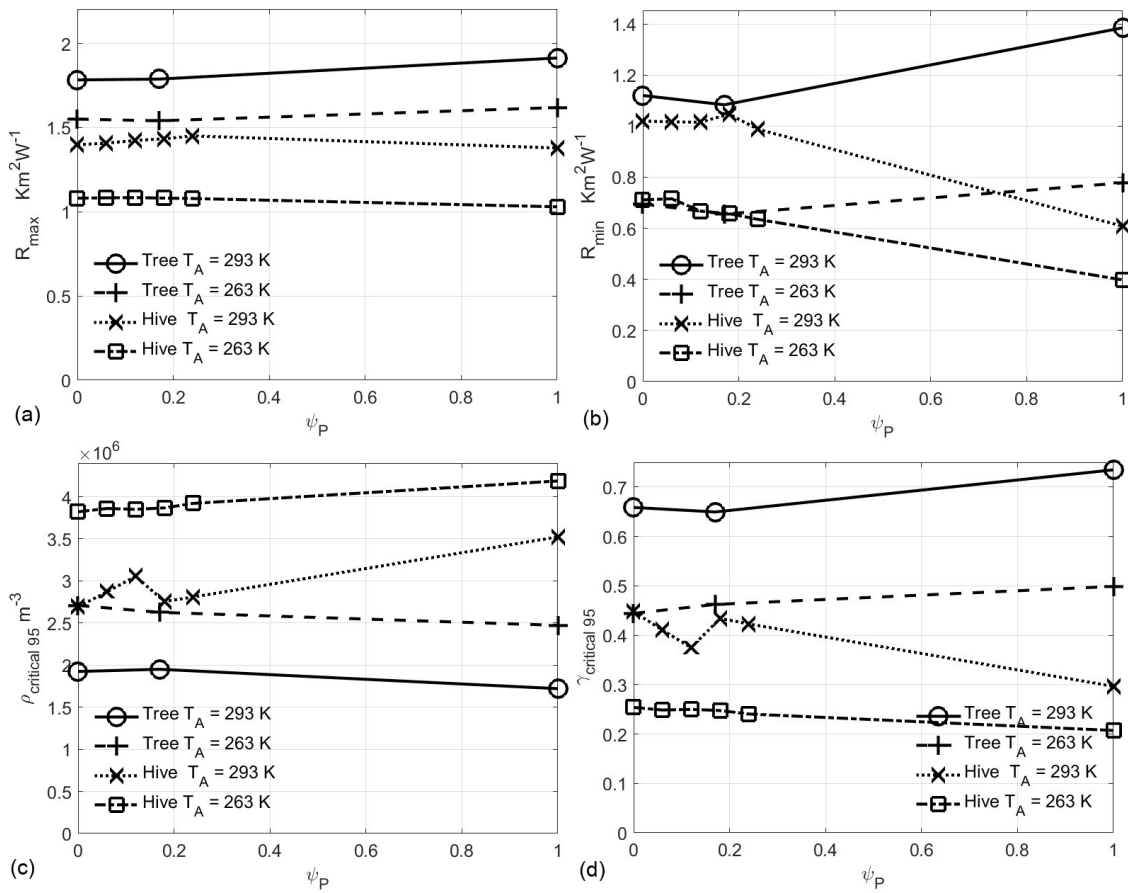 2
1.5
1
0.5
0
R_max Km^2W^-1
Tree T_A = 293 K
Tree T_A = 263 K
Hive T_A = 293 K
Hive T_A = 263 K
0 0.2 0.4 0.6 0.8 1
ψ_P
(a)
1.4
1.2
1
0.8
0.6
0.4
0.2
0
R_min Km^2W^-1
Tree T_A = 293 K
Tree T_A = 263 K
Hive T_A = 293 K
Hive T_A = 263 K
0 0.2 0.4 0.6 0.8 1
ψ_P
(b)
×10^6
4
3.5
3
2.5
2
1.5
1
0.5
0
ρ_critical 95 m^-3
Tree T_A = 293 K
Tree T_A = 263 K
Hive T_A = 293 K
Hive T_A = 263 K
0 0.2 0.4 0.6 0.8 1
ψ_P
(c)
0.7
0.6
0.5
0.4
0.3
0.2
0.1
0
γ_critical 95
Tree T_A = 293 K
Tree T_A = 263 K
Hive T_A = 293 K
Hive T_A = 263 K
0 0.2 0.4 0.6 0.8 1
ψ_P
(d)